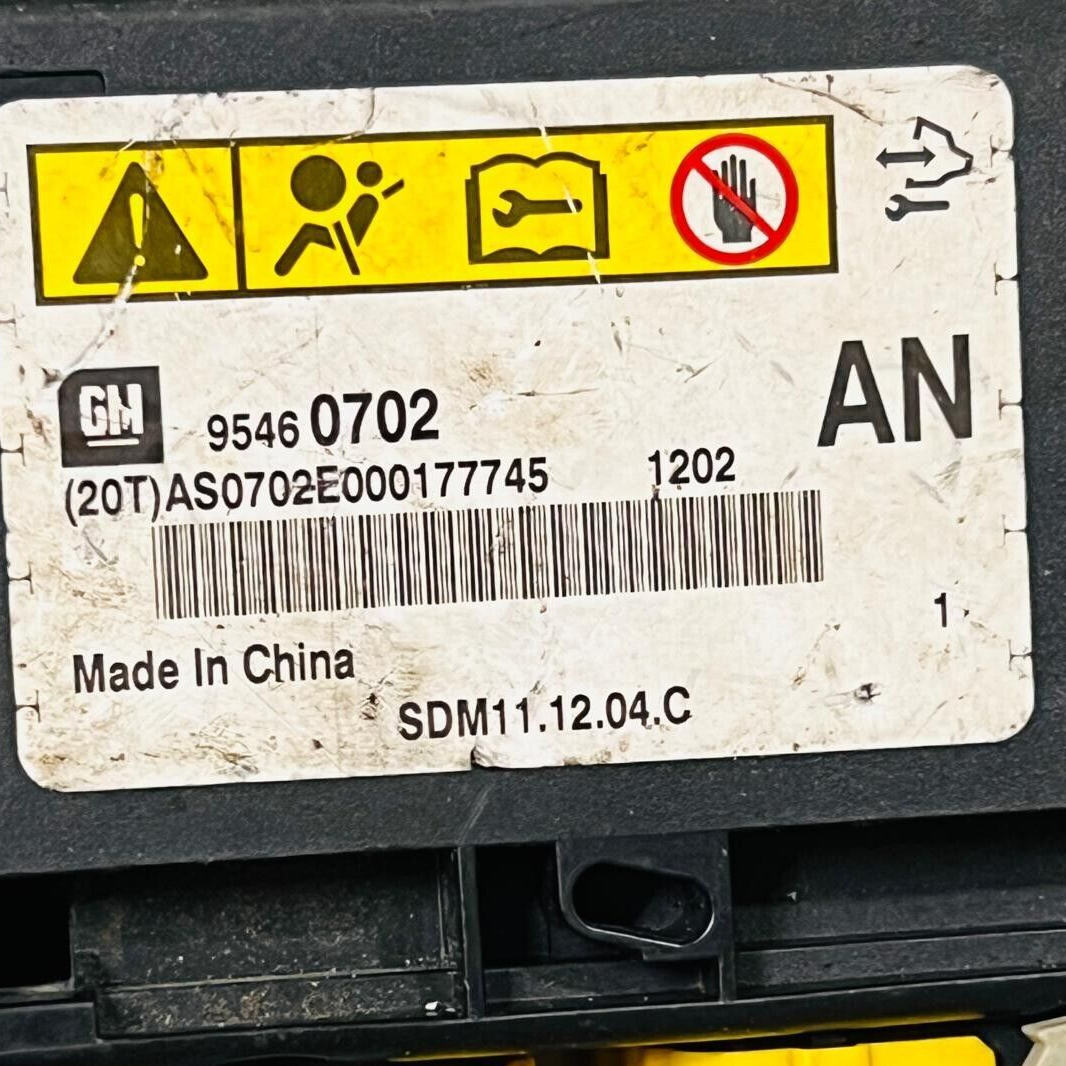 AN
GM 9546 0702
(20T)AS0702E000177745 1202
1
Made In China
SDM11.12.04.C